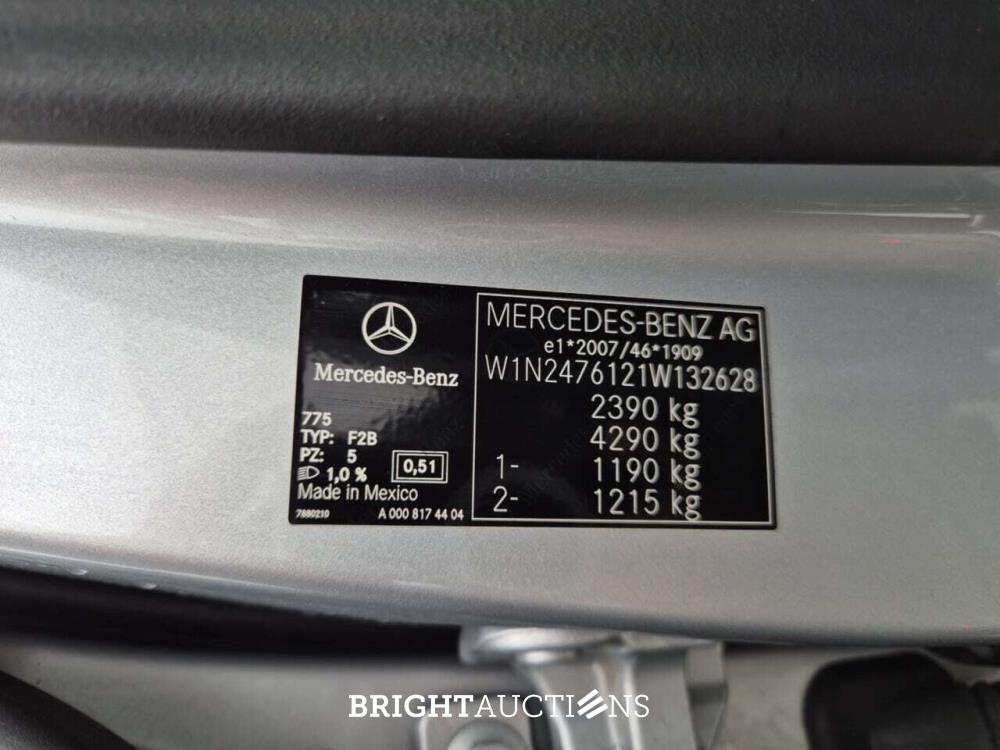 Mercedes-Benz
775
TYP: F2B
PZ: 5
1,0 %
0,51
Made in Mexico
7880210
A 000 817 44 04
MERCEDES-BENZ AG
e1*2007/46*1909
W1N2476121W132628
2390 kg
4290 kg
1- 1190 kg
2- 1215 kg
BRIGHTAUCTIONS